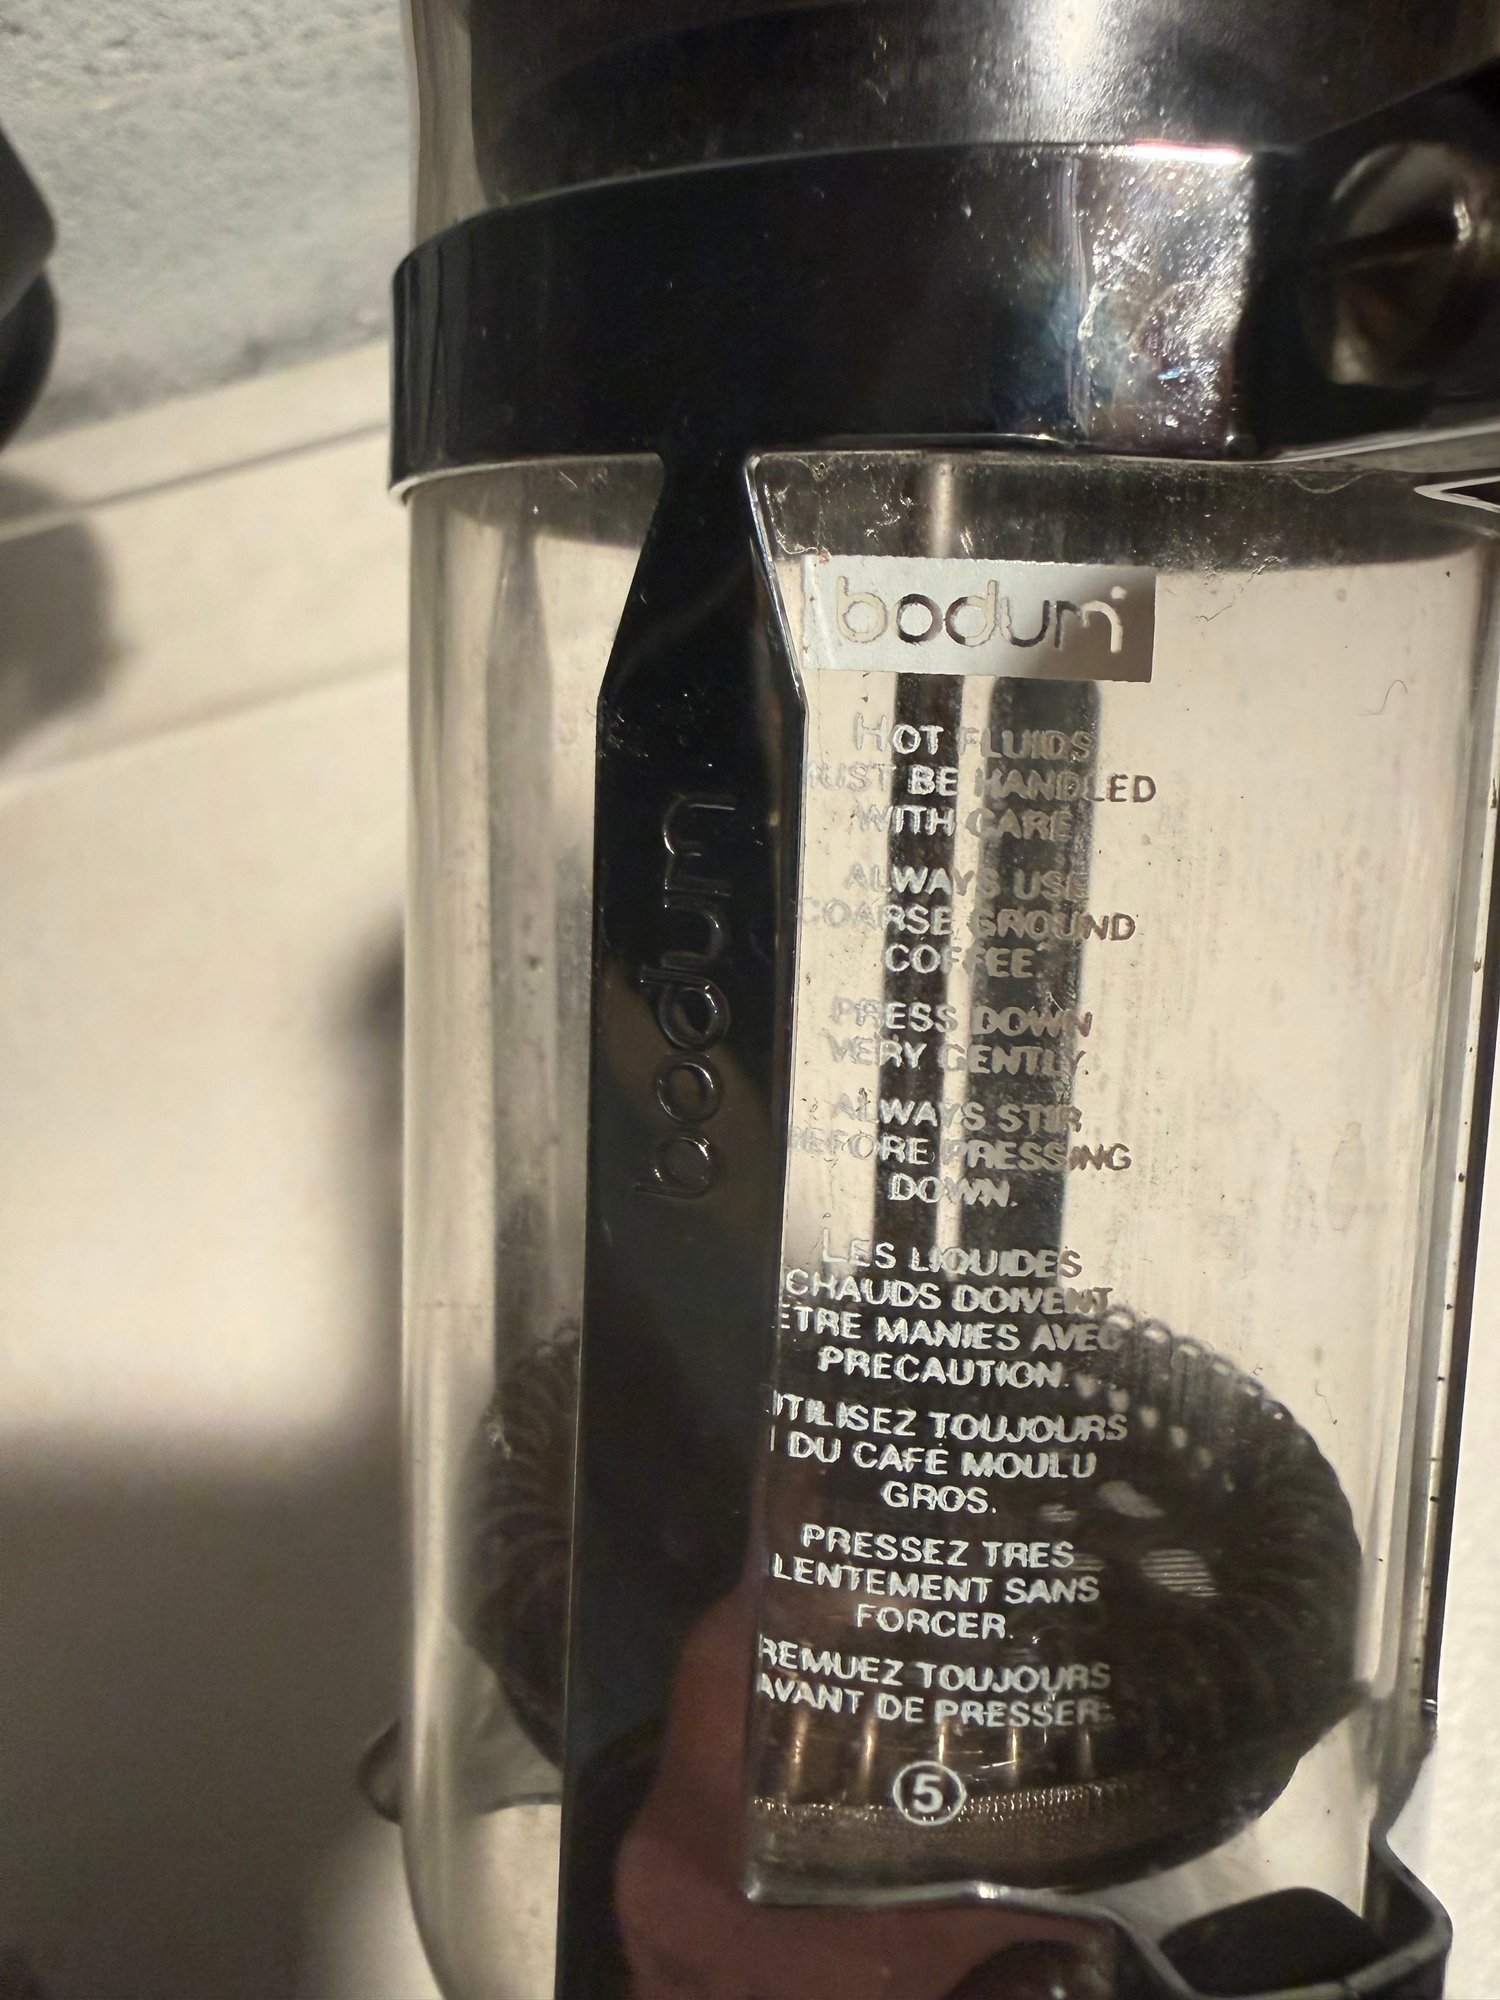 bodum
bodum
HOT FLUIDS
MUST BE HANDLED
WITH CARE
ALWAYS USE
COARSE GROUND
COFFEE.
PRESS DOWN
VERY GENTLY.
ALWAYS STIR
BEFORE PRESSING
DOWN.
LES LIQUIDES
CHAUDS DOIVENT
ETRE MANIES AVEC
PRECAUTION.
UTILISEZ TOUJOURS
DU CAFÉ MOULU
GROS.
PRESSEZ TRES
LENTEMENT SANS
FORCER.
REMUEZ TOUJOURS
AVANT DE PRESSER.
5